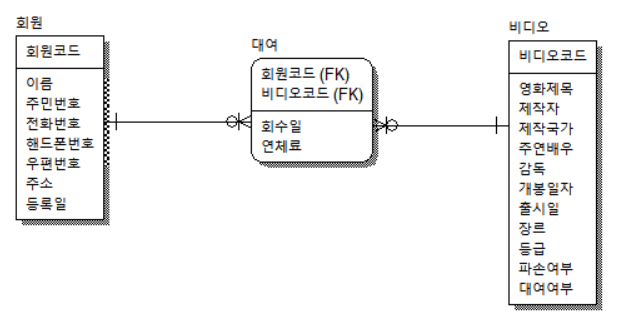 회원
회원코드
이름
주민번호
전화번호
핸드폰번호
우편번호
주소
등록일
대여
회원코드 (FK)
비디오코드 (FK)
회수일
연체료
비디오
비디오코드
영화제목
제작자
제작국가
주연배우
감독
개봉일자
출시일
장르
등급
파손여부
대여여부